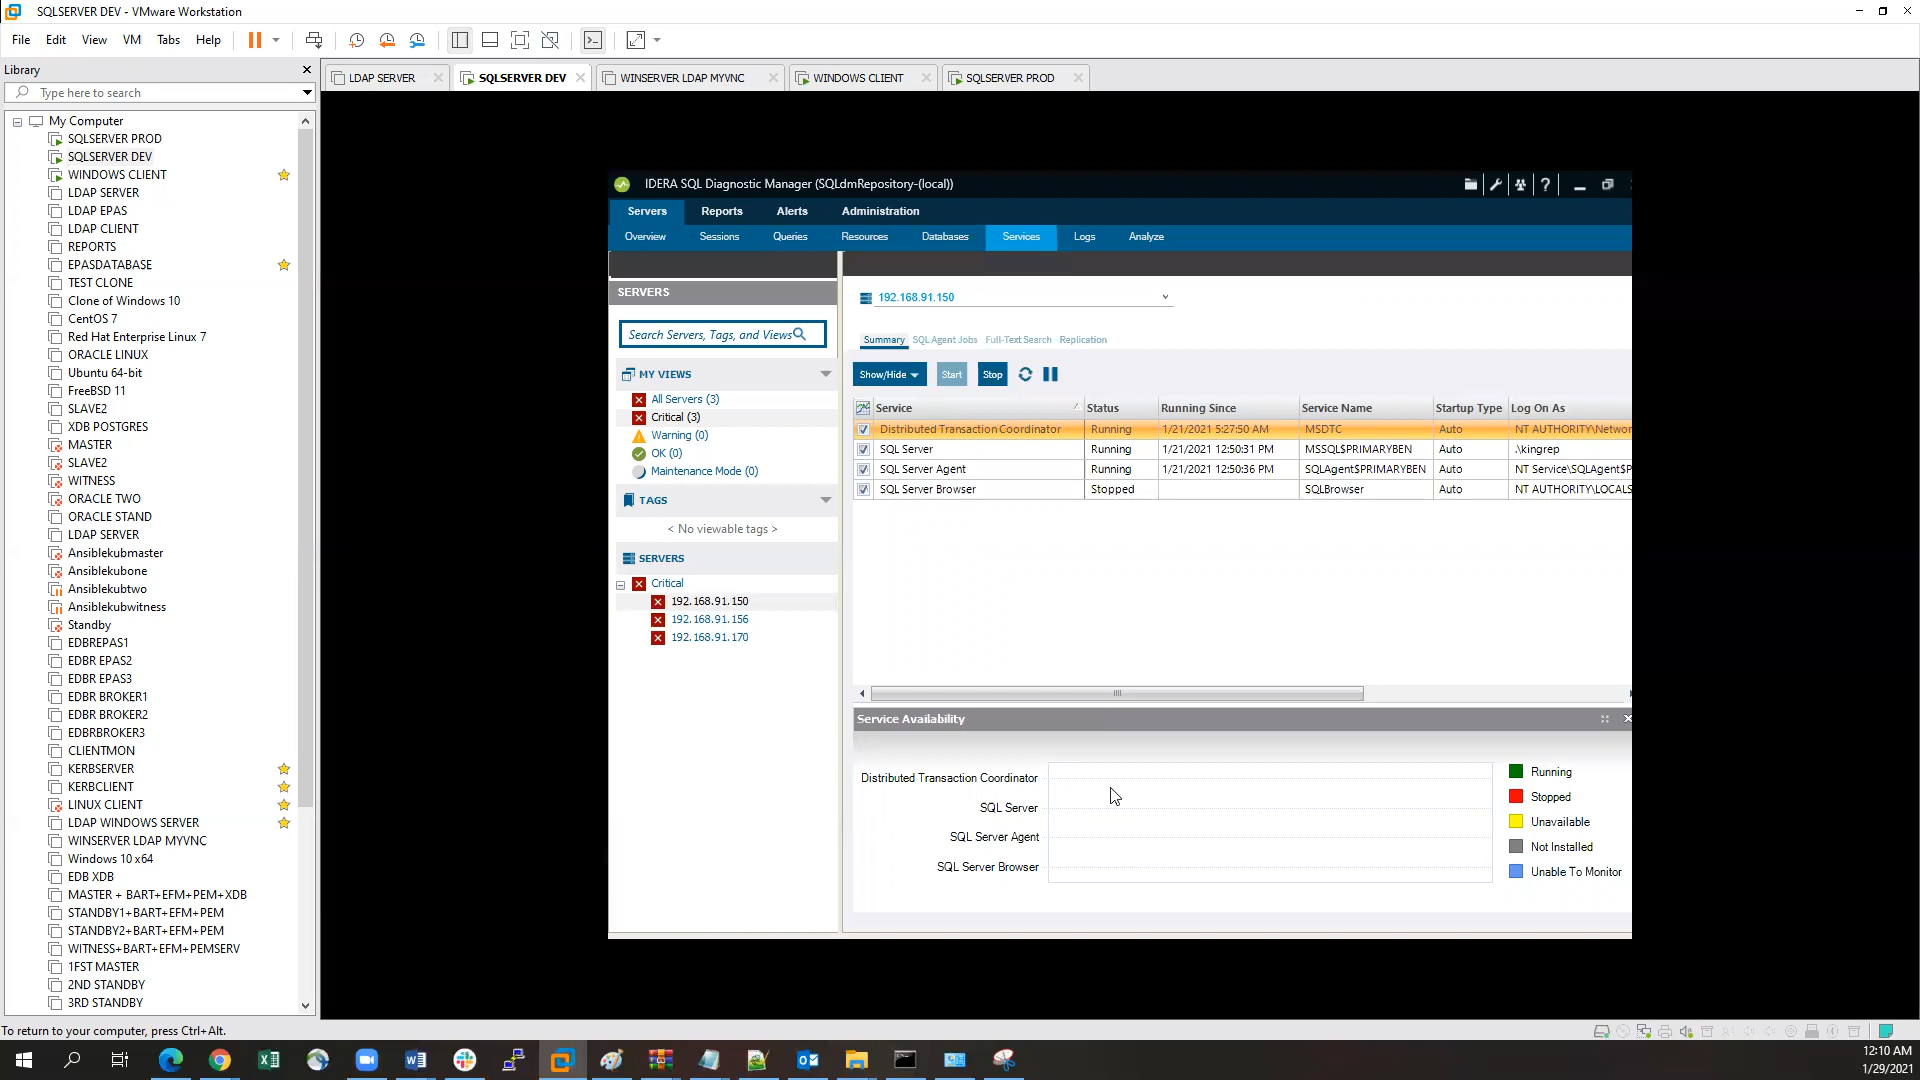 SQLSERVER DEV - VMware Workstation
File Edit View VM Tabs Help
Library
Type here to search
My Computer
SQLSERVER PROD
SQLSERVER DEV
WINDOWS CLIENT
LDAP SERVER
LDAP EPAS
LDAP CLIENT
REPORTS
EPASDATABASE
TEST CLONE
Clone of Windows 10
CentOS 7
Red Hat Enterprise Linux 7
ORACLE LINUX
Ubuntu 64-bit
FreeBSD 11
SLAVE2
XDB POSTGRES
MASTER
SLAVE2
WITNESS
ORACLE TWO
ORACLE STAND
LDAP SERVER
Ansiblekubmaster
Ansiblekubone
Ansiblekubtwo
Ansiblekubwitness
Standby
EDBREPAS1
EDBR EPAS2
EDBR EPAS3
EDBR BROKER1
EDBR BROKER2
EDBRBROKER3
CLIENTMON
KERBSERVER
KERBCLIENT
LINUX CLIENT
LDAP WINDOWS SERVER
WINSERVER LDAP MYVNC
Windows 10 x64
EDB XDB
MASTER + BART+EFM+PEM+XDB
STANDBY1+BART+EFM+PEM
STANDBY2+BART+EFM+PEM
WITNESS+BART+EFM+PEMSERV
1FST MASTER
2ND STANDBY
3RD STANDBY
LDAP SERVER SQLSERVER DEV WINSERVER LDAP MYVNC WINDOWS CLIENT SQLSERVER PROD
IDERA SQL Diagnostic Manager (SQLdmRepository-(local))
Servers Reports Alerts Administration
Overview Sessions Queries Resources Databases Services Logs Analyze
SERVERS
Search Servers, Tags, and Views
MY VIEWS
All Servers (3)
Critical (3)
Warning (0)
OK (0)
Maintenance Mode (0)
TAGS
< No viewable tags >
SERVERS
Critical
192.168.91.150
192.168.91.156
192.168.91.170
192.168.91.150
Summary SQL Agent Jobs Full-Text Search Replication
Show/Hide Start Stop
Service Status Running Since Service Name Startup Type Log On As
Distributed Transaction Coordinator Running 1/21/2021 5:27:50 AM MSDTC Auto NT AUTHORITY\Networ
SQL Server Running 1/21/2021 12:50:31 PM MSSQL$PRIMARYBEN Auto .\kingrep
SQL Server Agent Running 1/21/2021 12:50:36 PM SQLAgent$PRIMARYBEN Auto NT Service\SQLAgent$P
SQL Server Browser Stopped SQLBrowser Auto NT AUTHORITY\LOCALS
Service Availability
Distributed Transaction Coordinator
SQL Server
SQL Server Agent
SQL Server Browser
Running
Stopped
Unavailable
Not Installed
Unable To Monitor
To return to your computer, press Ctrl+Alt.
12:10 AM
1/29/2021